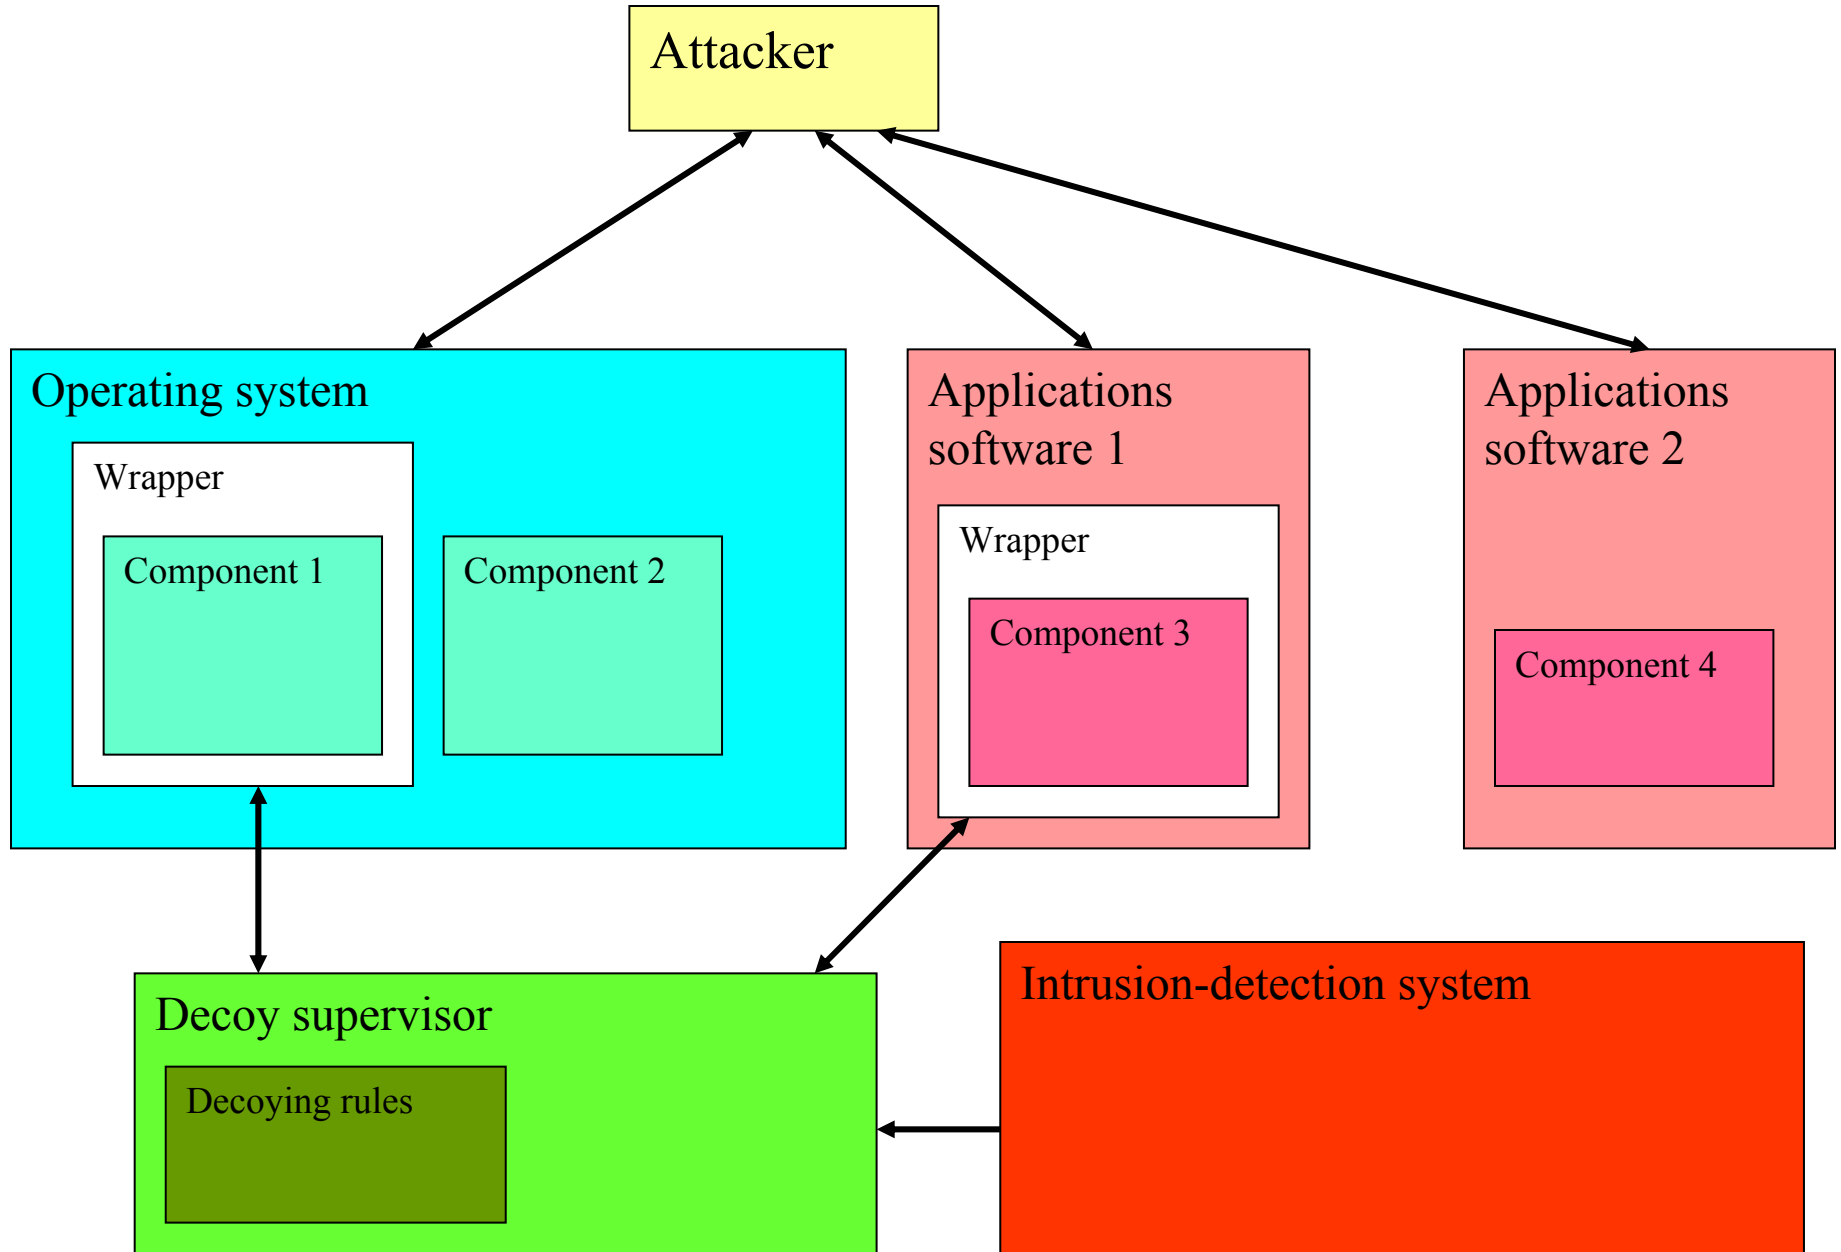 Attacker
Operating system
Wrapper
Component 1
Component 2
Applications
software 1
Wrapper
Component 3
Applications
software 2
Component 4
Decoy supervisor
Decoying rules
Intrusion-detection system